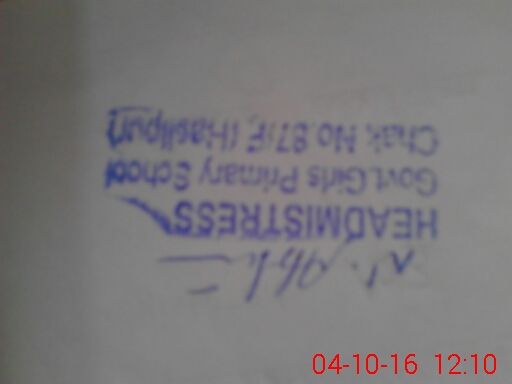 HEADMISTRESS
Govt.Girls Primary School
Chak No.87/F (Hasilpur)
04-10-16 12:10